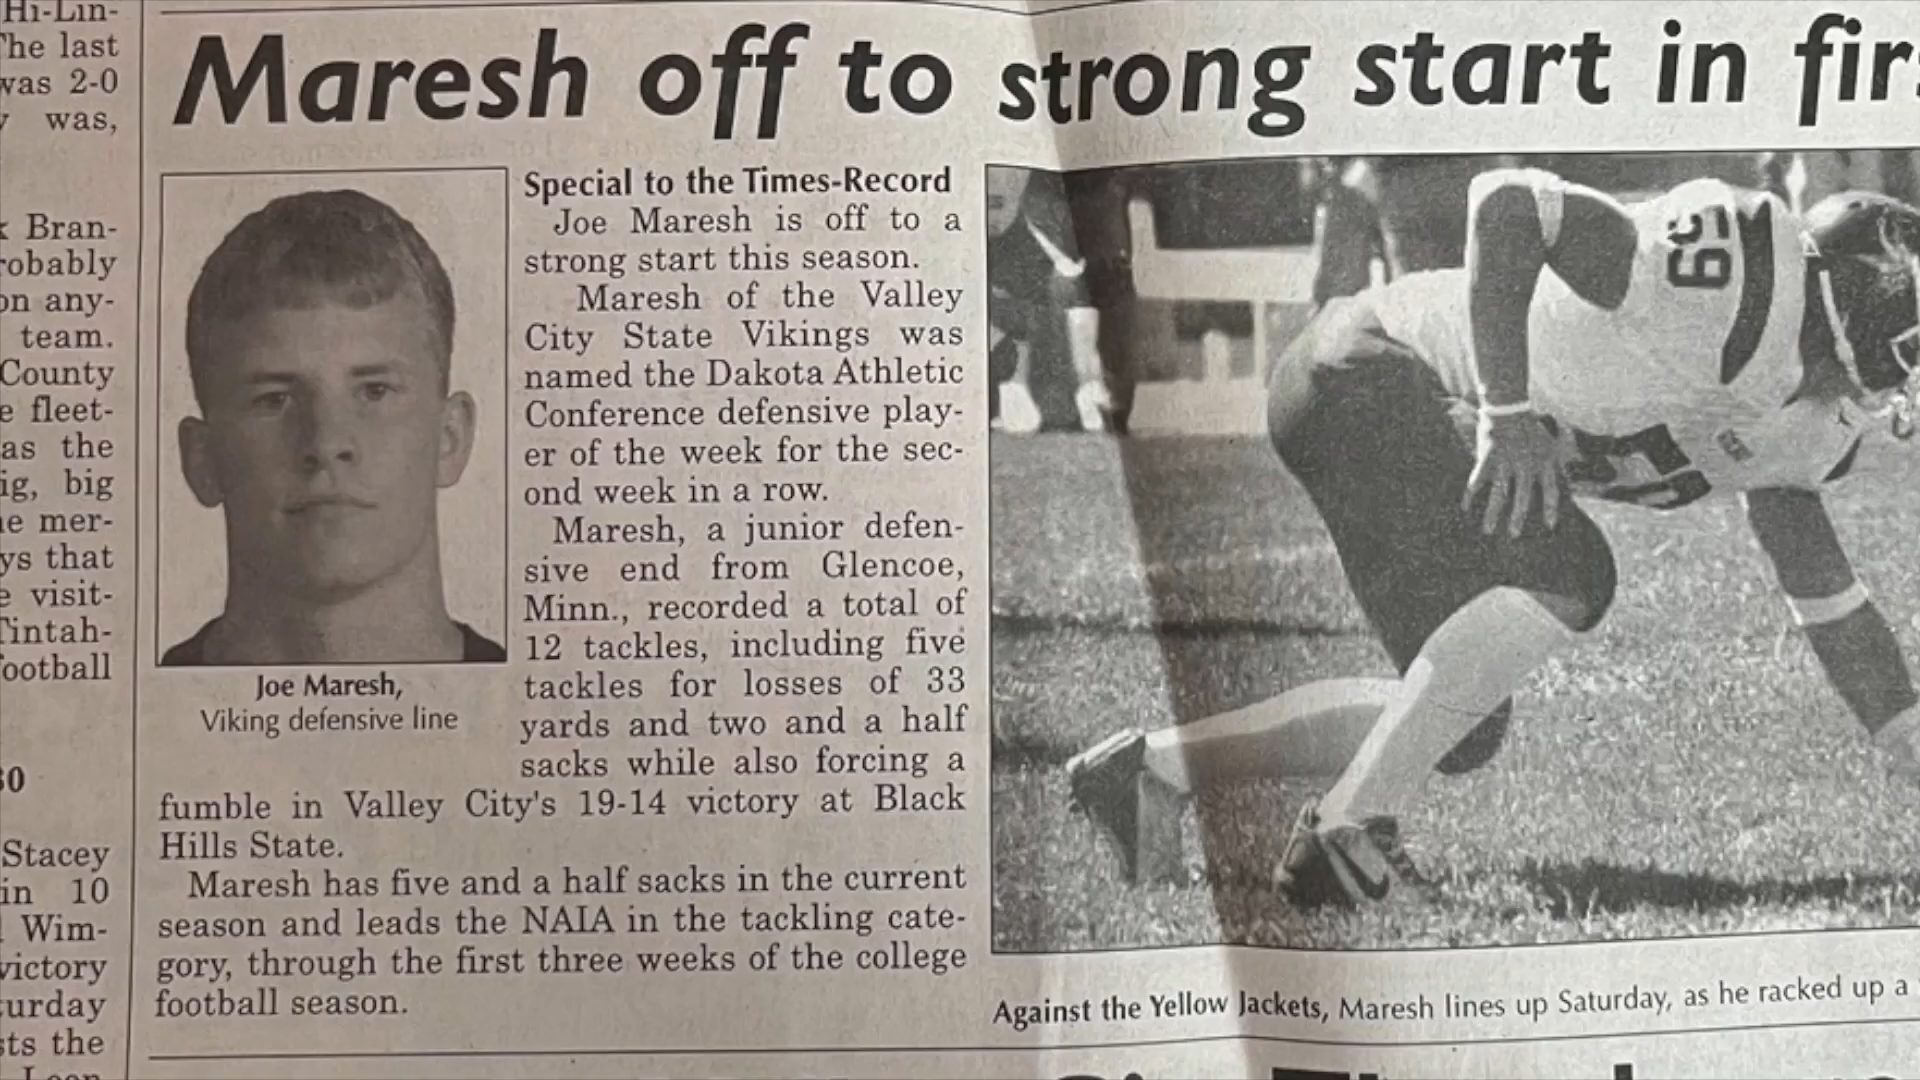 Hi-Lin-
The last
was 2-0
was,
Bran-
robably
on any-
team.
County
e fleet-
as the
ig, big
e mer-
ys that
e visit-
Tintah-
football
Stacey
in 10
Wim-
victory
turday
sts the
Maresh off to strong start in firs
Joe Maresh,
Viking defensive line
Special to the Times-Record
Joe Maresh is off to a
strong start this season.
Maresh of the Valley
City State Vikings was
named the Dakota Athletic
Conference defensive play-
er of the week for the sec-
ond week in a row.
Maresh, a junior defen-
sive end from Glencoe,
Minn., recorded a total of
12 tackles, including five
tackles for losses of 33
yards and two and a half
sacks while also forcing a
fumble in Valley City's 19-14 victory at Black
Hills State.
Maresh has five and a half sacks in the current
season and leads the NAIA in the tackling cate-
gory, through the first three weeks of the college
football season.
69
Against the Yellow Jackets, Maresh lines up Saturday, as he racked up a